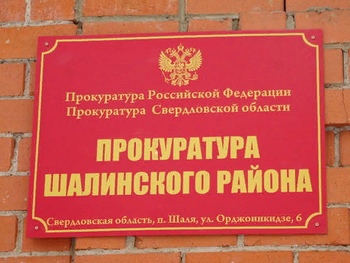 Прокуратура Российской Федерации
Прокуратура Свердловской области
ПРОКУРАТУРА
ШАЛИНСКОГО РАЙОНА
Свердловская область, п. Шаля, ул. Орджоникидзе, 6